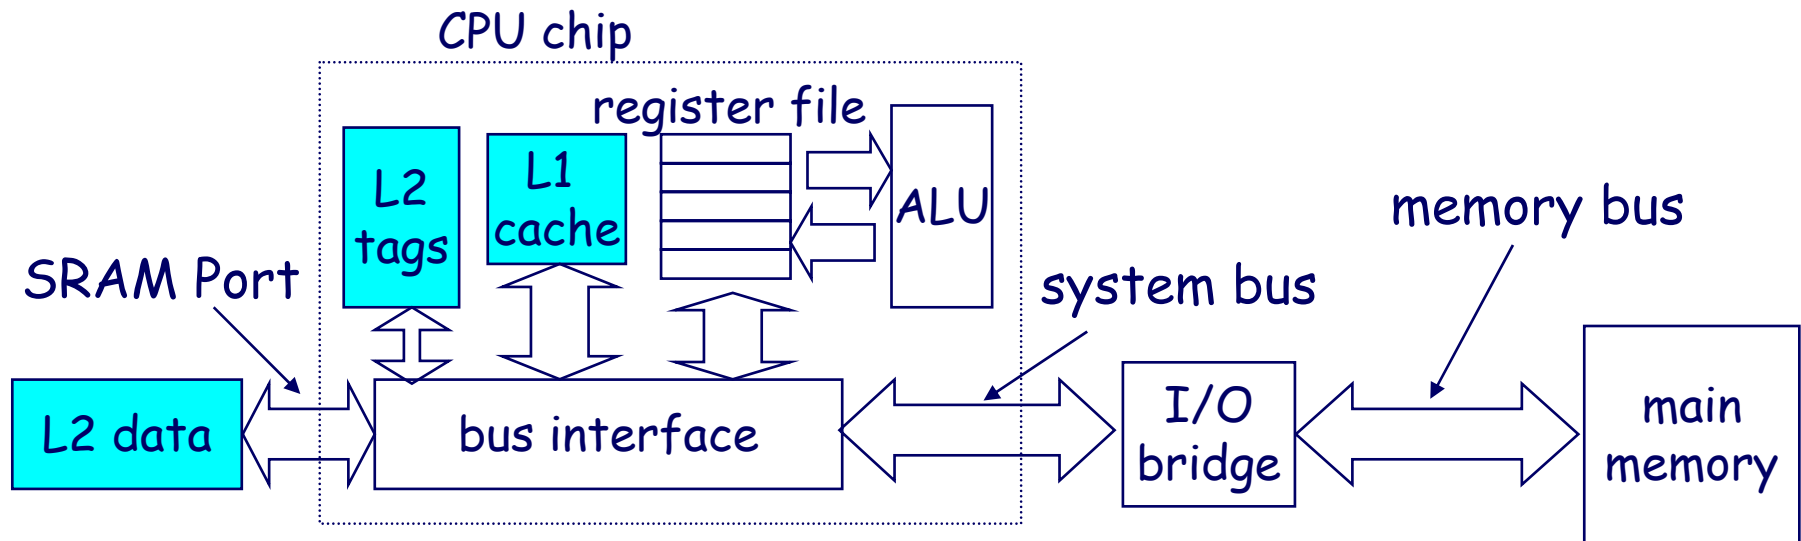 CPU chip
register file
L2
tags
L1
cache
ALU
SRAM Port
system bus
memory bus
L2 data
bus interface
I/O
bridge
main
memory